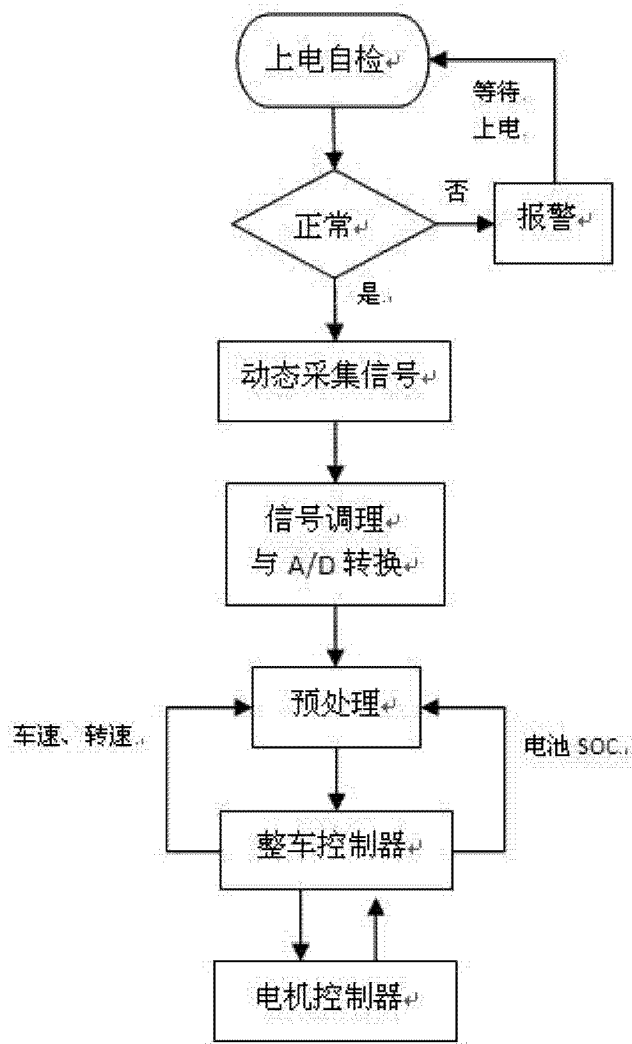 上电自检
等待
上电
正常
否
报警
是
动态采集信号
信号调理
与 A/D 转换
预处理
车速、转速
电池 SOC
整车控制器
电机控制器